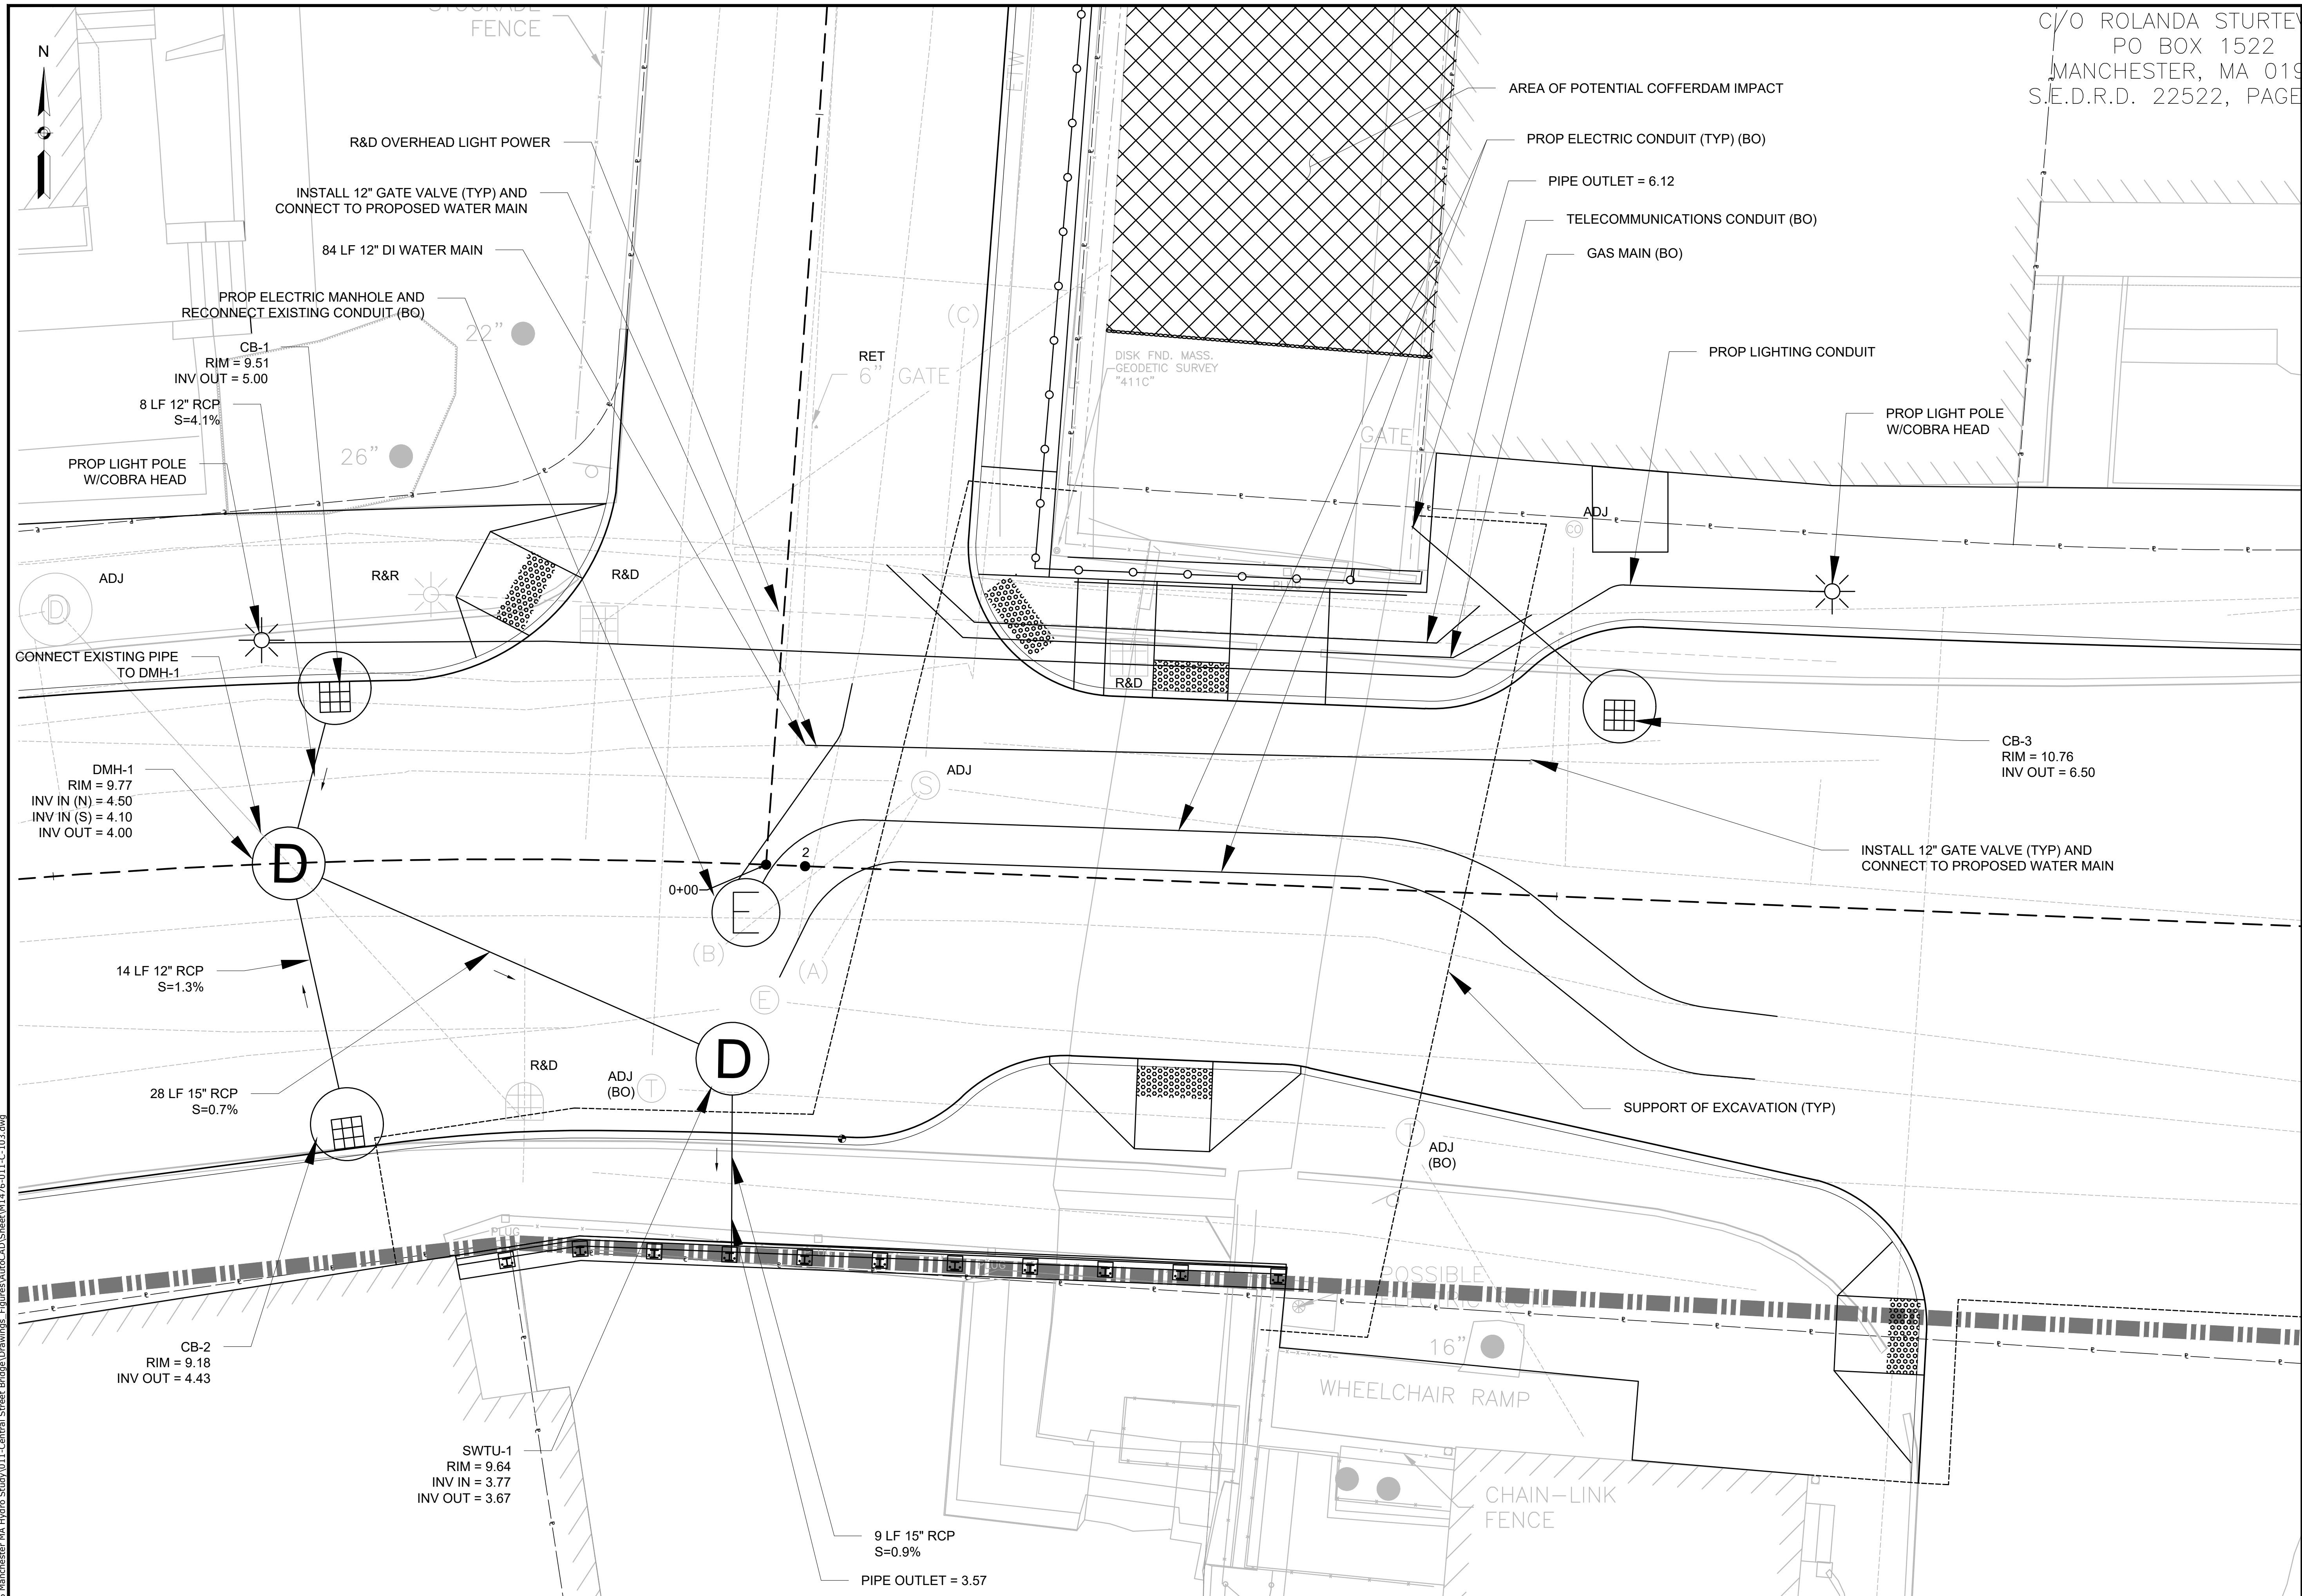 STOCKADE
FENCE
N
C/O ROLANDA
PO BOX 1522
MANCHESTER, MA
S.E.D.R.D. 22522, PAGE
AREA OF POTENTIAL COFFERDAM IMPACT
R&D OVERHEAD LIGHT POWER
PROP ELECTRIC CONDUIT (TYP) (BO)
INSTALL 12" GATE VALVE (TYP) AND
CONNECT TO PROPOSED WATER MAIN
PIPE OUTLET = 6.12
TELECOMMUNICATIONS CONDUIT (BO)
84 LF 12" DI WATER MAIN
GAS MAIN (BO)
PROP ELECTRIC MANHOLE AND
RECONNECT EXISTING CONDUIT (BO)
22"
(C)
CB-1
RIM = 9.51
INV OUT = 5.00
RET
6" GATE
DISK FND. MASS.
GEODETIC SURVEY
"411C"
PROP LIGHTING CONDUIT
8 LF 12" RCP
S=4.1%
PROP LIGHT POLE
W/COBRA HEAD
GATE
26"
PROP LIGHT POLE
W/COBRA HEAD
ADJ
CO
ADJ
D
R&R
R&D
CONNECT EXISTING PIPE
TO DMH-1
R&D
CB-3
RIM = 10.76
INV OUT = 6.50
DMH-1
RIM = 9.77
INV IN (N) = 4.50
INV IN (S) = 4.10
INV OUT = 4.00
S
ADJ
INSTALL 12" GATE VALVE (TYP) AND
CONNECT TO PROPOSED WATER MAIN
D
2
0+00
E
(B)
(A)
14 LF 12" RCP
S=1.3%
E
D
R&D
ADJ
(BO)
T
28 LF 15" RCP
S=0.7%
SUPPORT OF EXCAVATION (TYP)
T
ADJ
(BO)
PLUG
POSSIBLE
16"
CB-2
RIM = 9.18
INV OUT = 4.43
WHEELCHAIR RAMP
SWTU-1
RIM = 9.64
INV IN = 3.77
INV OUT = 3.67
CHAIN-LINK
FENCE
9 LF 15" RCP
S=0.9%
PIPE OUTLET = 3.57